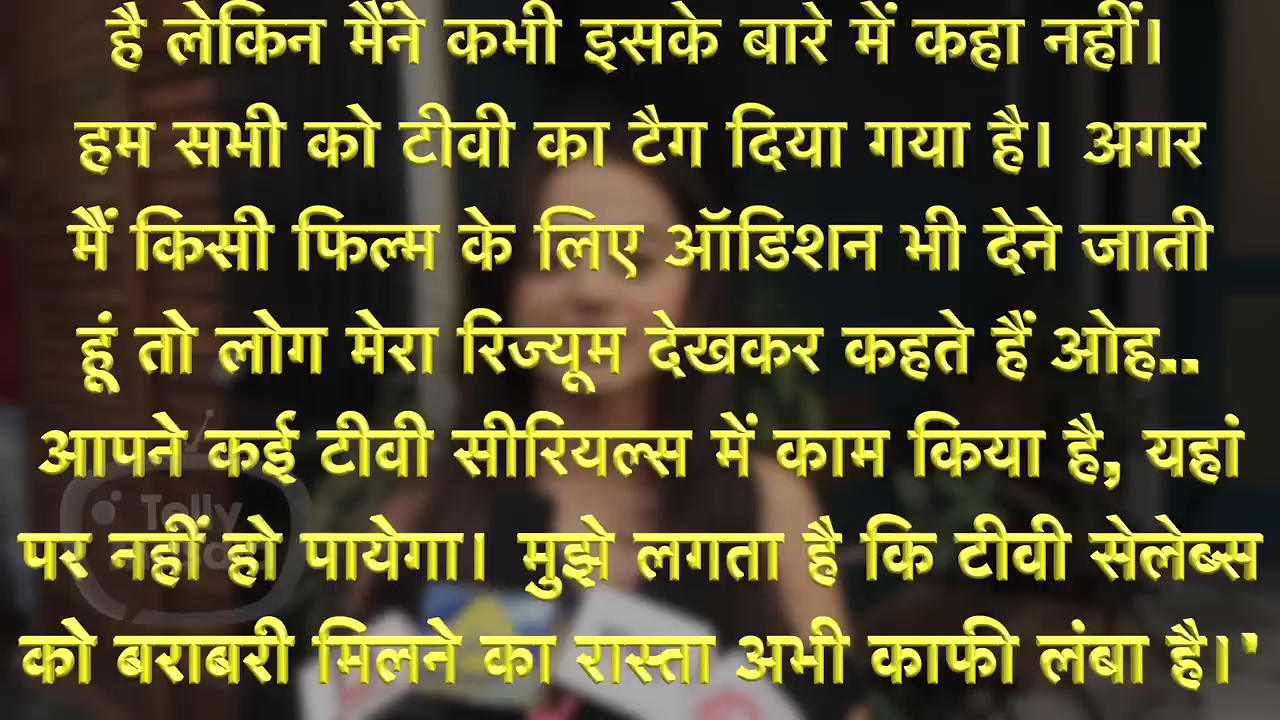 है लेकिन मैंने कभी इसके बारे में कहा नहीं।
हम सभी को टीवी का टैग दिया गया है। अगर
मैं किसी फिल्म के लिए ऑडिशन भी देने जाती
हूं तो लोग मेरा रिज्यूम देखकर कहते हैं ओह..
आपने कई टीवी सीरियल्स में काम किया है, यहां
पर नहीं हो पायेगा। मुझे लगता है कि टीवी सेलेब्स
को बराबरी मिलने का रास्ता अभी काफी लंबा है।'
Telly